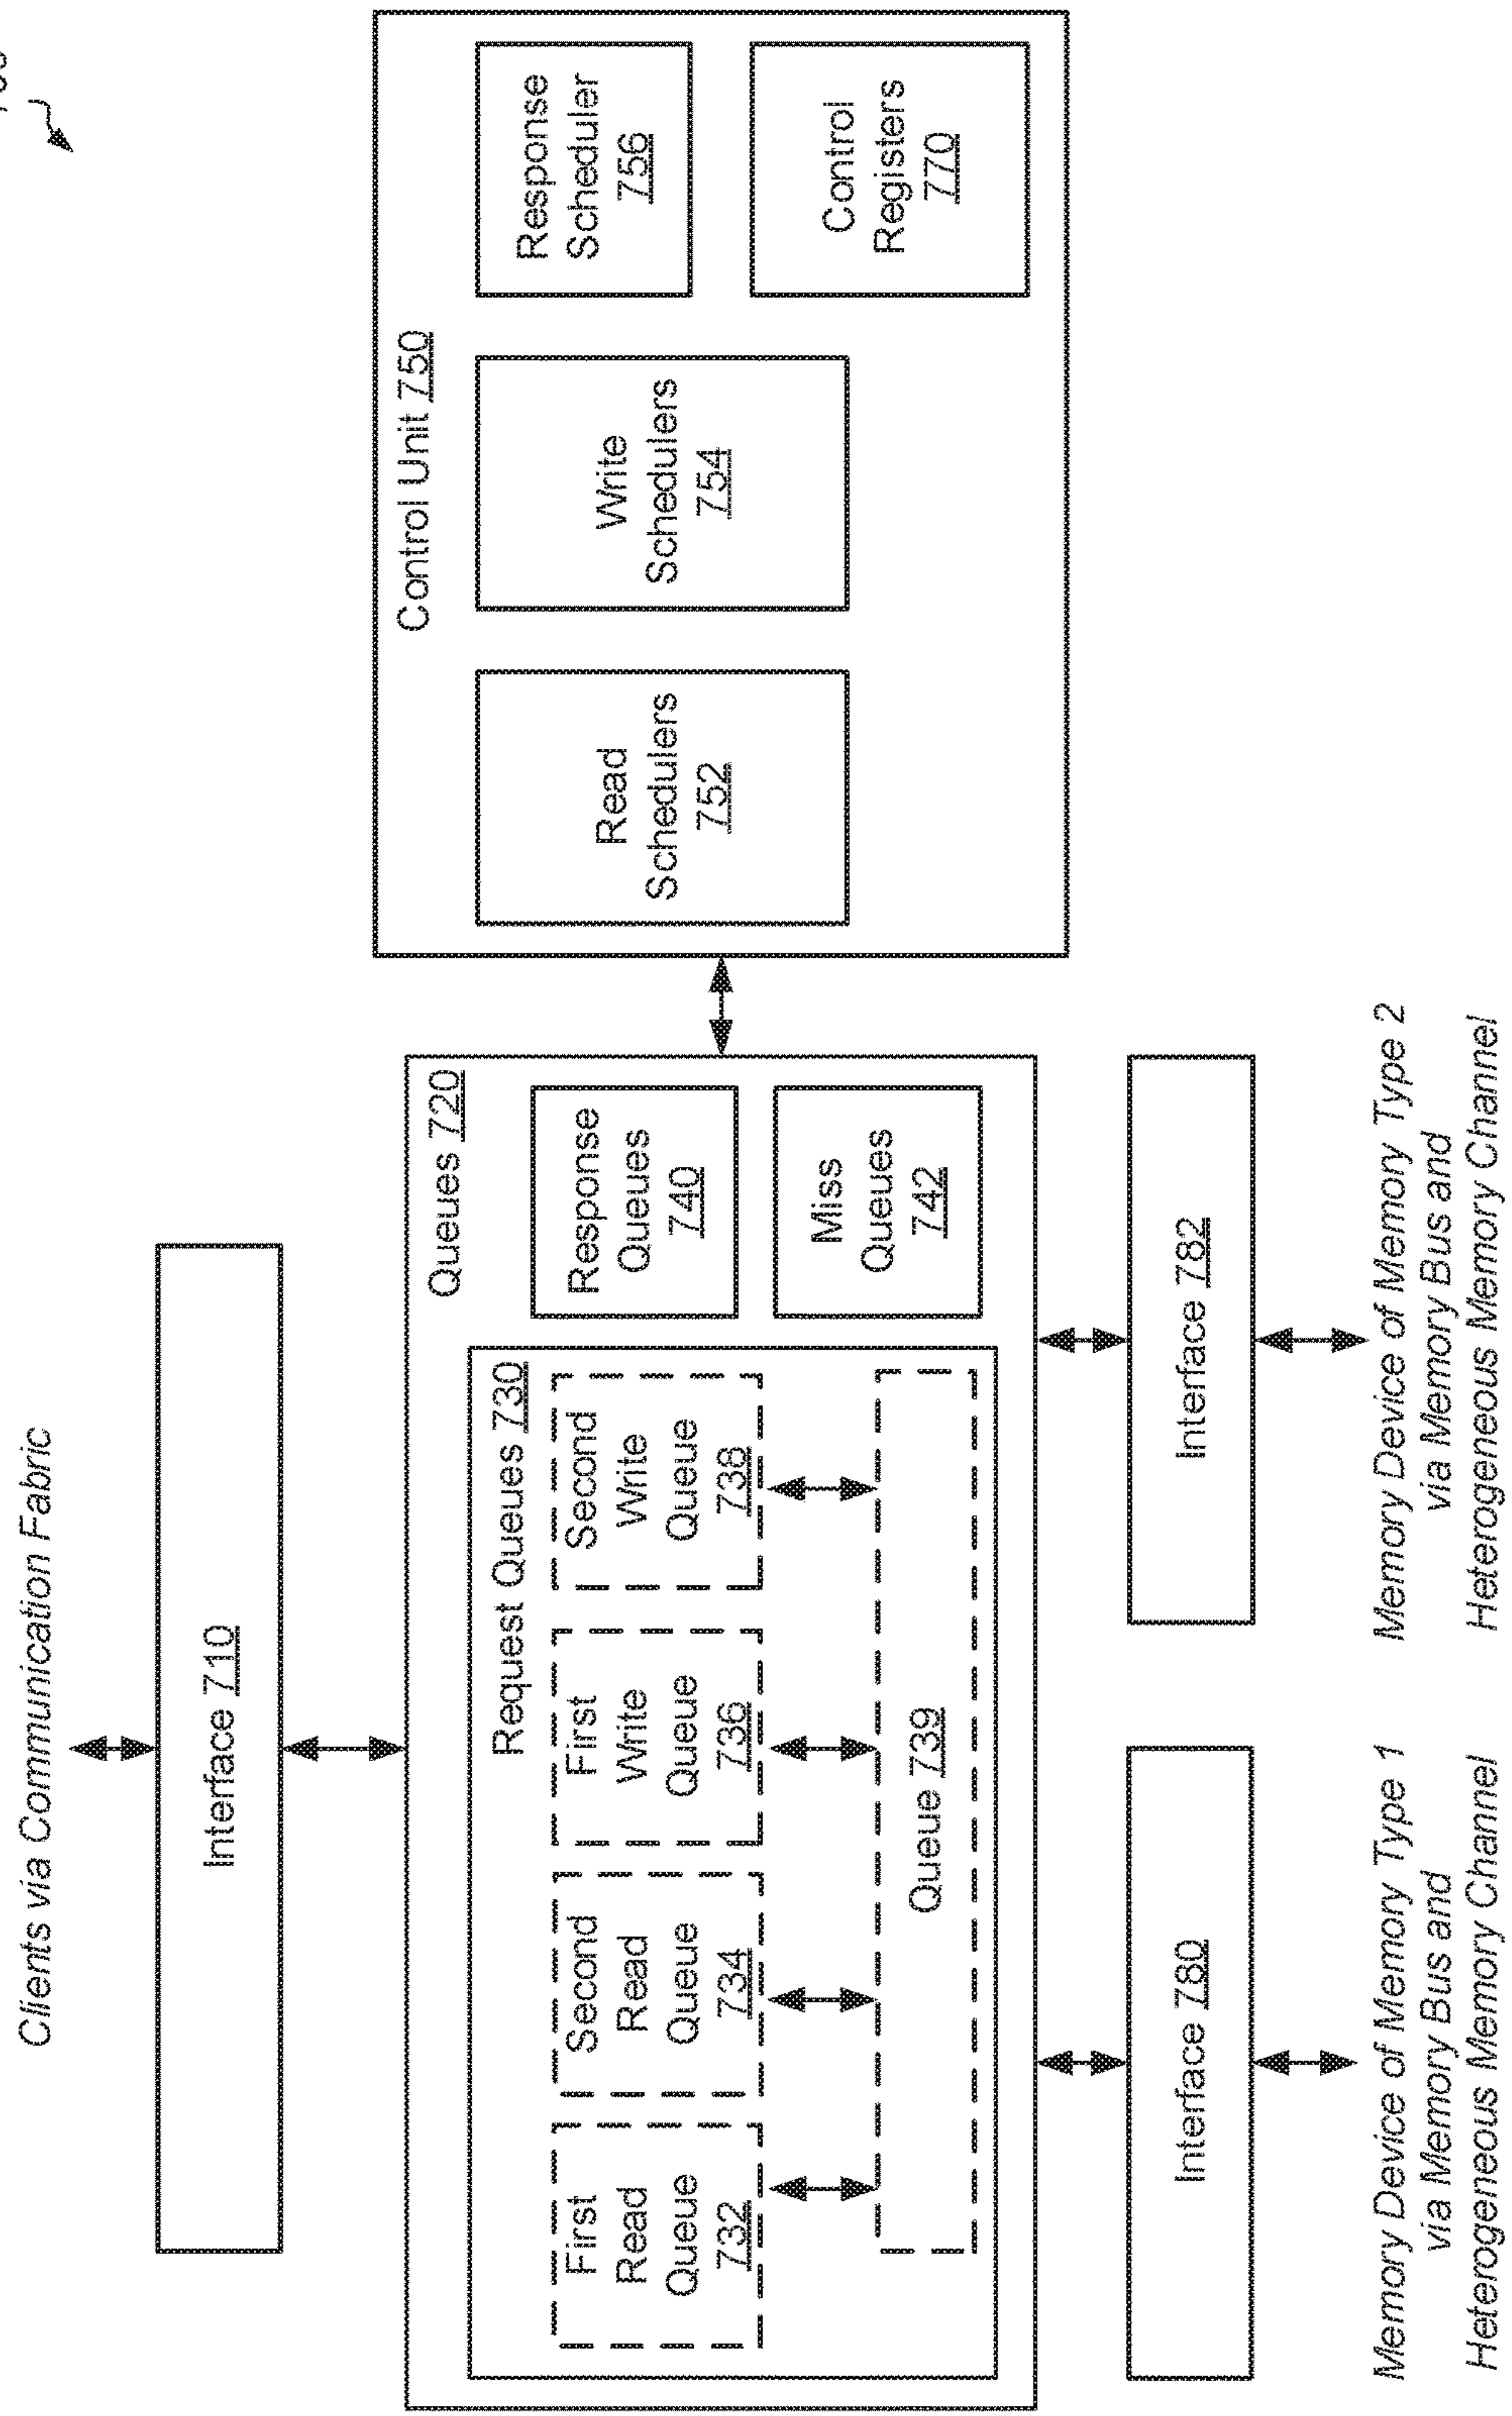 Clients via Communication Fabric
Interface 710
Queues 720
Request Queues 730
First
Read
Queue
732
Second
Read
Queue
734
First
Write
Queue
736
Second
Write
Queue
738
Queue 739
Response
Queues
740
Miss
Queues
742
Control Unit 750
Read
Schedulers
752
Write
Schedulers
754
Response
Scheduler
756
Control
Registers
770
Interface 780
Interface 782
Memory Device of Memory Type 1
via Memory Bus and
Heterogeneous Memory Channel
Memory Device of Memory Type 2
via Memory Bus and
Heterogeneous Memory Channel